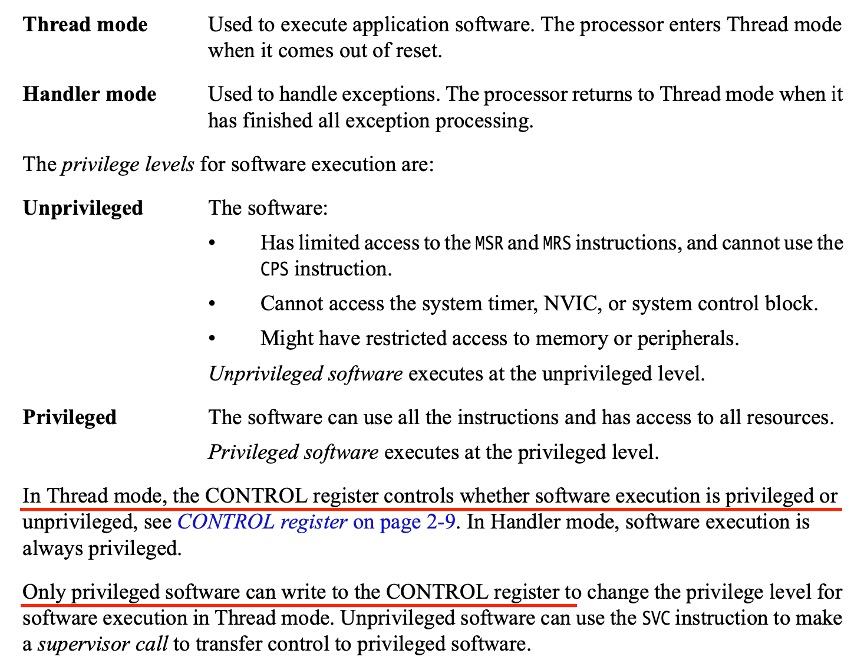 Thread mode Used to execute application software. The processor enters Thread mode
when it comes out of reset.
Handler mode Used to handle exceptions. The processor returns to Thread mode when it
has finished all exception processing.
The privilege levels for software execution are:
Unprivileged The software:
• Has limited access to the MSR and MRS instructions, and cannot use the
CPS instruction.
• Cannot access the system timer, NVIC, or system control block.
• Might have restricted access to memory or peripherals.
Unprivileged software executes at the unprivileged level.
Privileged The software can use all the instructions and has access to all resources.
Privileged software executes at the privileged level.
In Thread mode, the CONTROL register controls whether software execution is privileged or
unprivileged, see CONTROL register on page 2-9. In Handler mode, software execution is
always privileged.
Only privileged software can write to the CONTROL register to change the privilege level for
software execution in Thread mode. Unprivileged software can use the SVC instruction to make
a supervisor call to transfer control to privileged software.